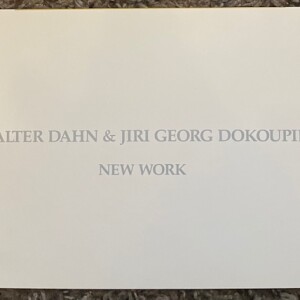 ALTER DAHN & JIRI GEORG DOKOUPI
NEW WORK